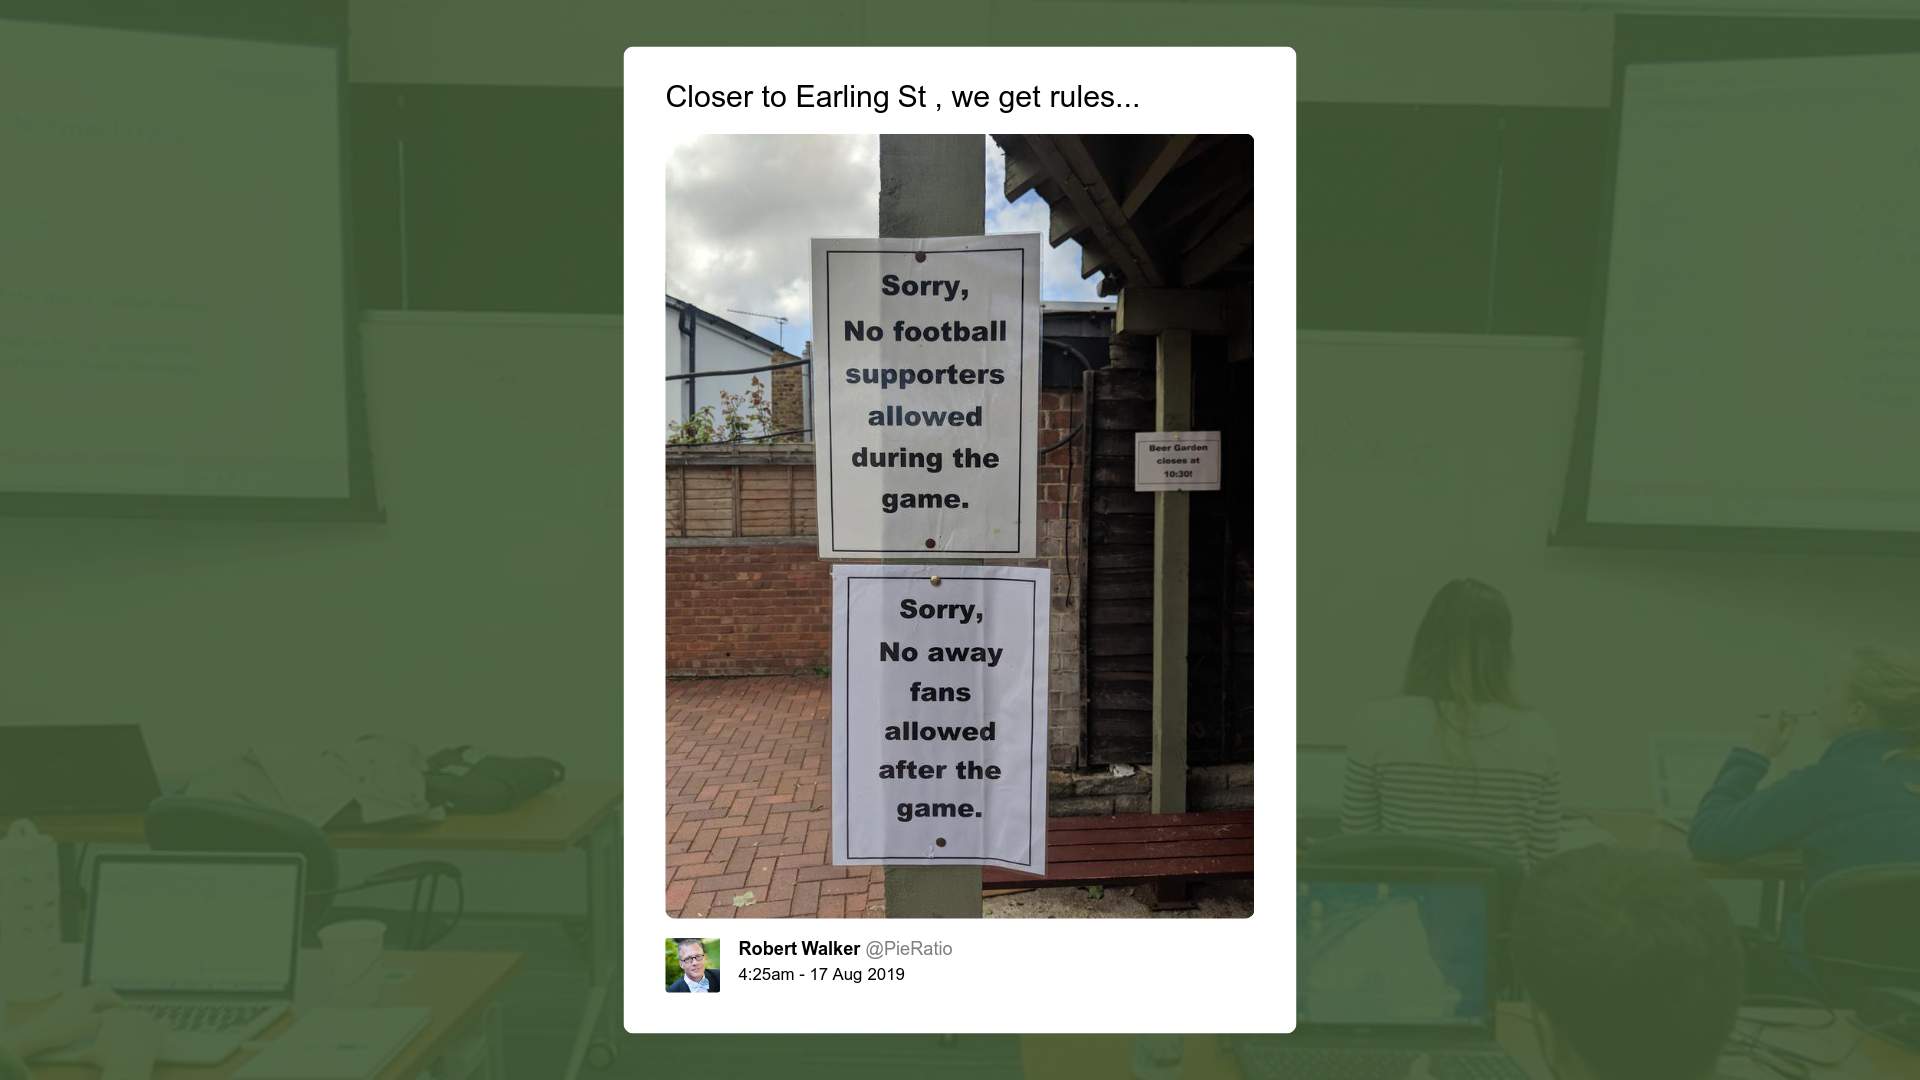 Closer to Earling St , we get rules...
Sorry,
No football
supporters
allowed
during the
game.
Beer Garden
closes at
10:30!
Sorry,
No away
fans
allowed
after the
game.
Robert Walker @PieRatio
4:25am - 17 Aug 2019